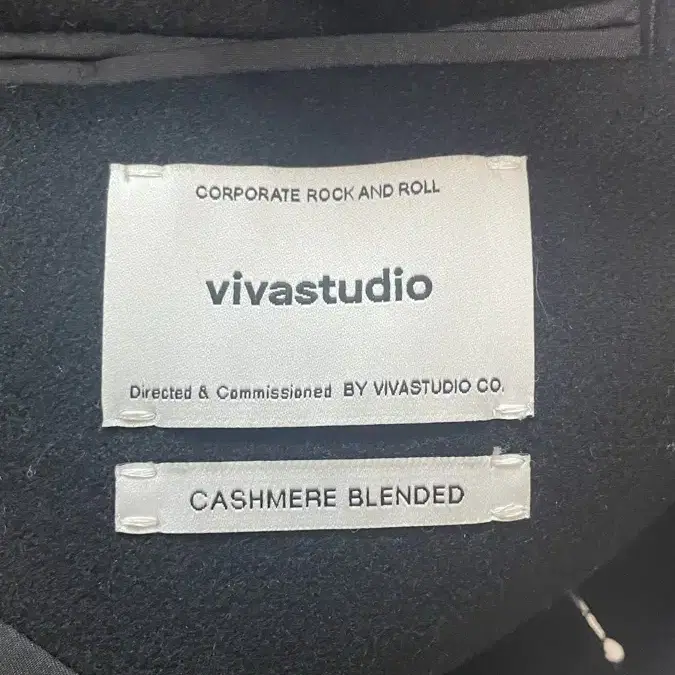 CORPORATE ROCK AND ROLL
vivastudio
Directed & Commissioned BY VIVASTUDIO CO.
CASHMERE BLENDED